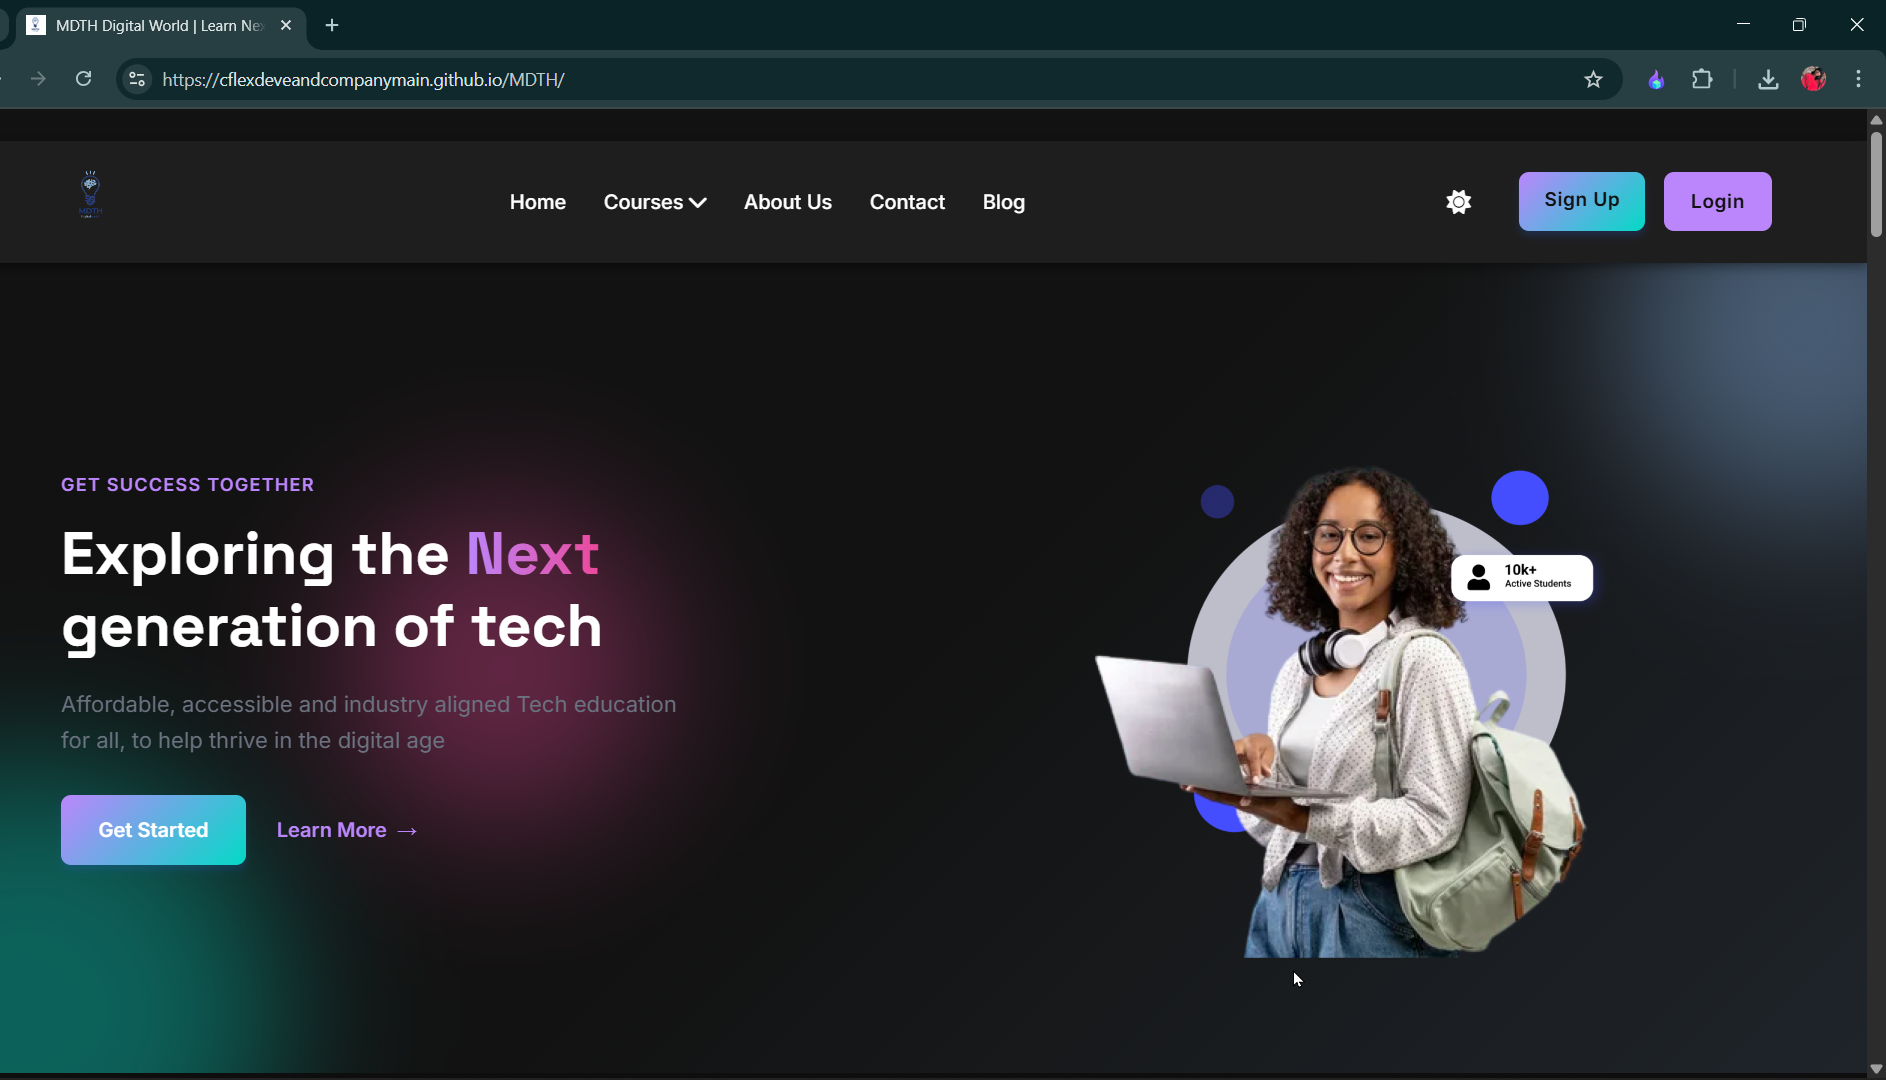 MDTH Digital World | Learn Ne
https://cflexdeveandcompanymain.github.io/MDTH/
MDTH
Home
Courses
About Us
Contact
Blog
Sign Up
Login
GET SUCCESS TOGETHER
Exploring the Next
generation of tech
Affordable, accessible and industry aligned Tech education
for all, to help thrive in the digital age
Get Started
Learn More →
10k+
Active Students